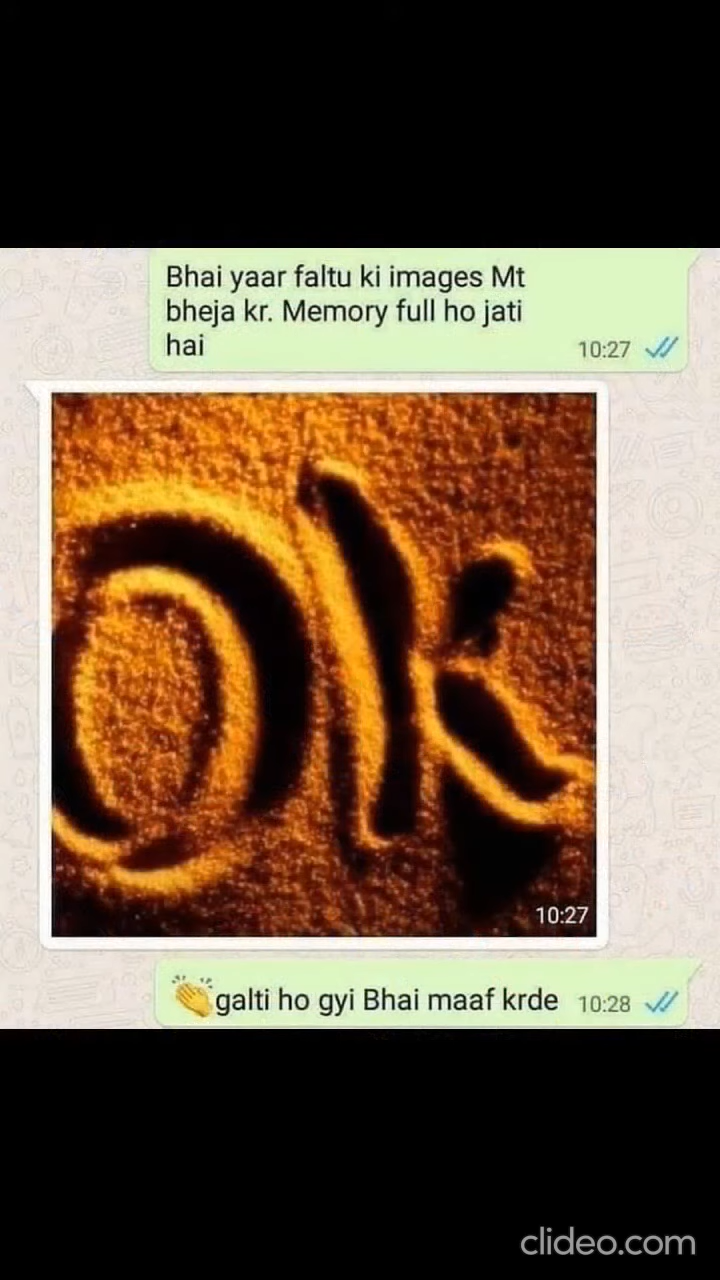 Bhai yaar faltu ki images Mt
bheja kr. Memory full ho jati
hai
10:27
Ok
10:27
👏galti ho gyi Bhai maaf krde 10:28
clideo.com